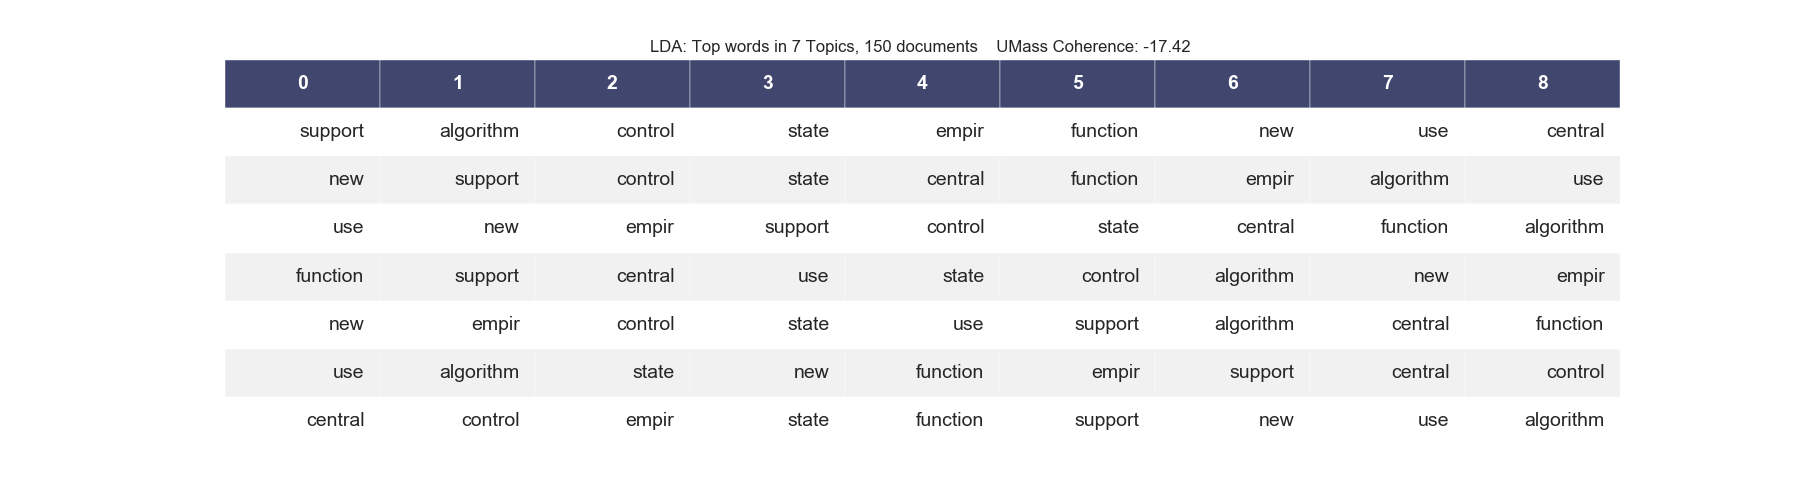 LDA: Top words in 7 Topics, 150 documents    UMass Coherence: -17.42
0 1 2 3 4 5 6 7 8
support algorithm control state empir function new use central
new support control state central function empir algorithm use
use new empir support control state central function algorithm
function support central use state control algorithm new empir
new empir control state use support algorithm central function
use algorithm state new function empir support central control
central control empir state function support new use algorithm